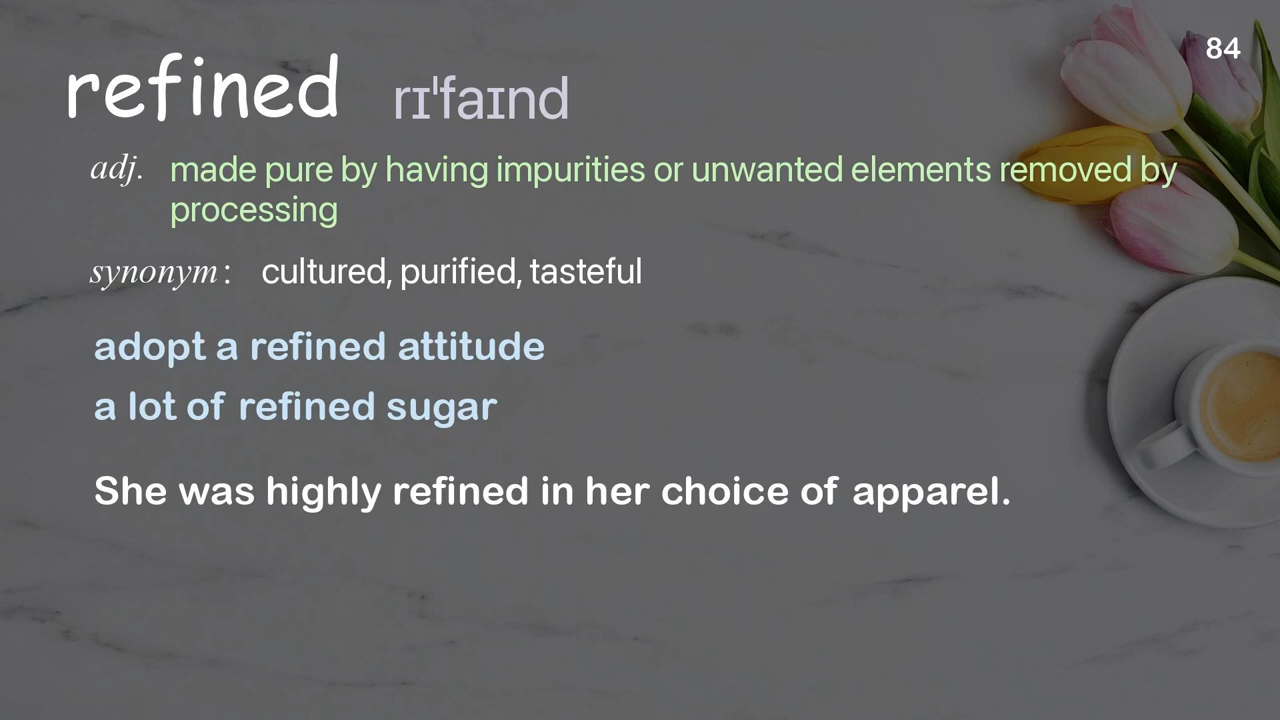 84
refined rɪˈfaɪnd
adj. made pure by having impurities or unwanted elements removed by
processing
synonym: cultured, purified, tasteful
adopt a refined attitude
a lot of refined sugar
She was highly refined in her choice of apparel.